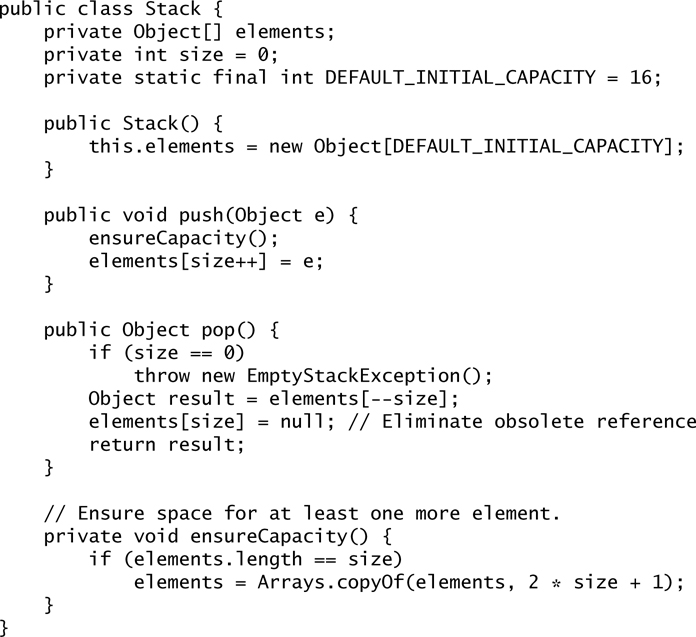 public class Stack {
    private Object[] elements;
    private int size = 0;
    private static final int DEFAULT_INITIAL_CAPACITY = 16;

    public Stack() {
        this.elements = new Object[DEFAULT_INITIAL_CAPACITY];
    }

    public void push(Object e) {
        ensureCapacity();
        elements[size++] = e;
    }

    public Object pop() {
        if (size == 0)
            throw new EmptyStackException();
        Object result = elements[--size];
        elements[size] = null; // Eliminate obsolete reference
        return result;
    }

    // Ensure space for at least one more element.
    private void ensureCapacity() {
        if (elements.length == size)
            elements = Arrays.copyOf(elements, 2 * size + 1);
    }
}